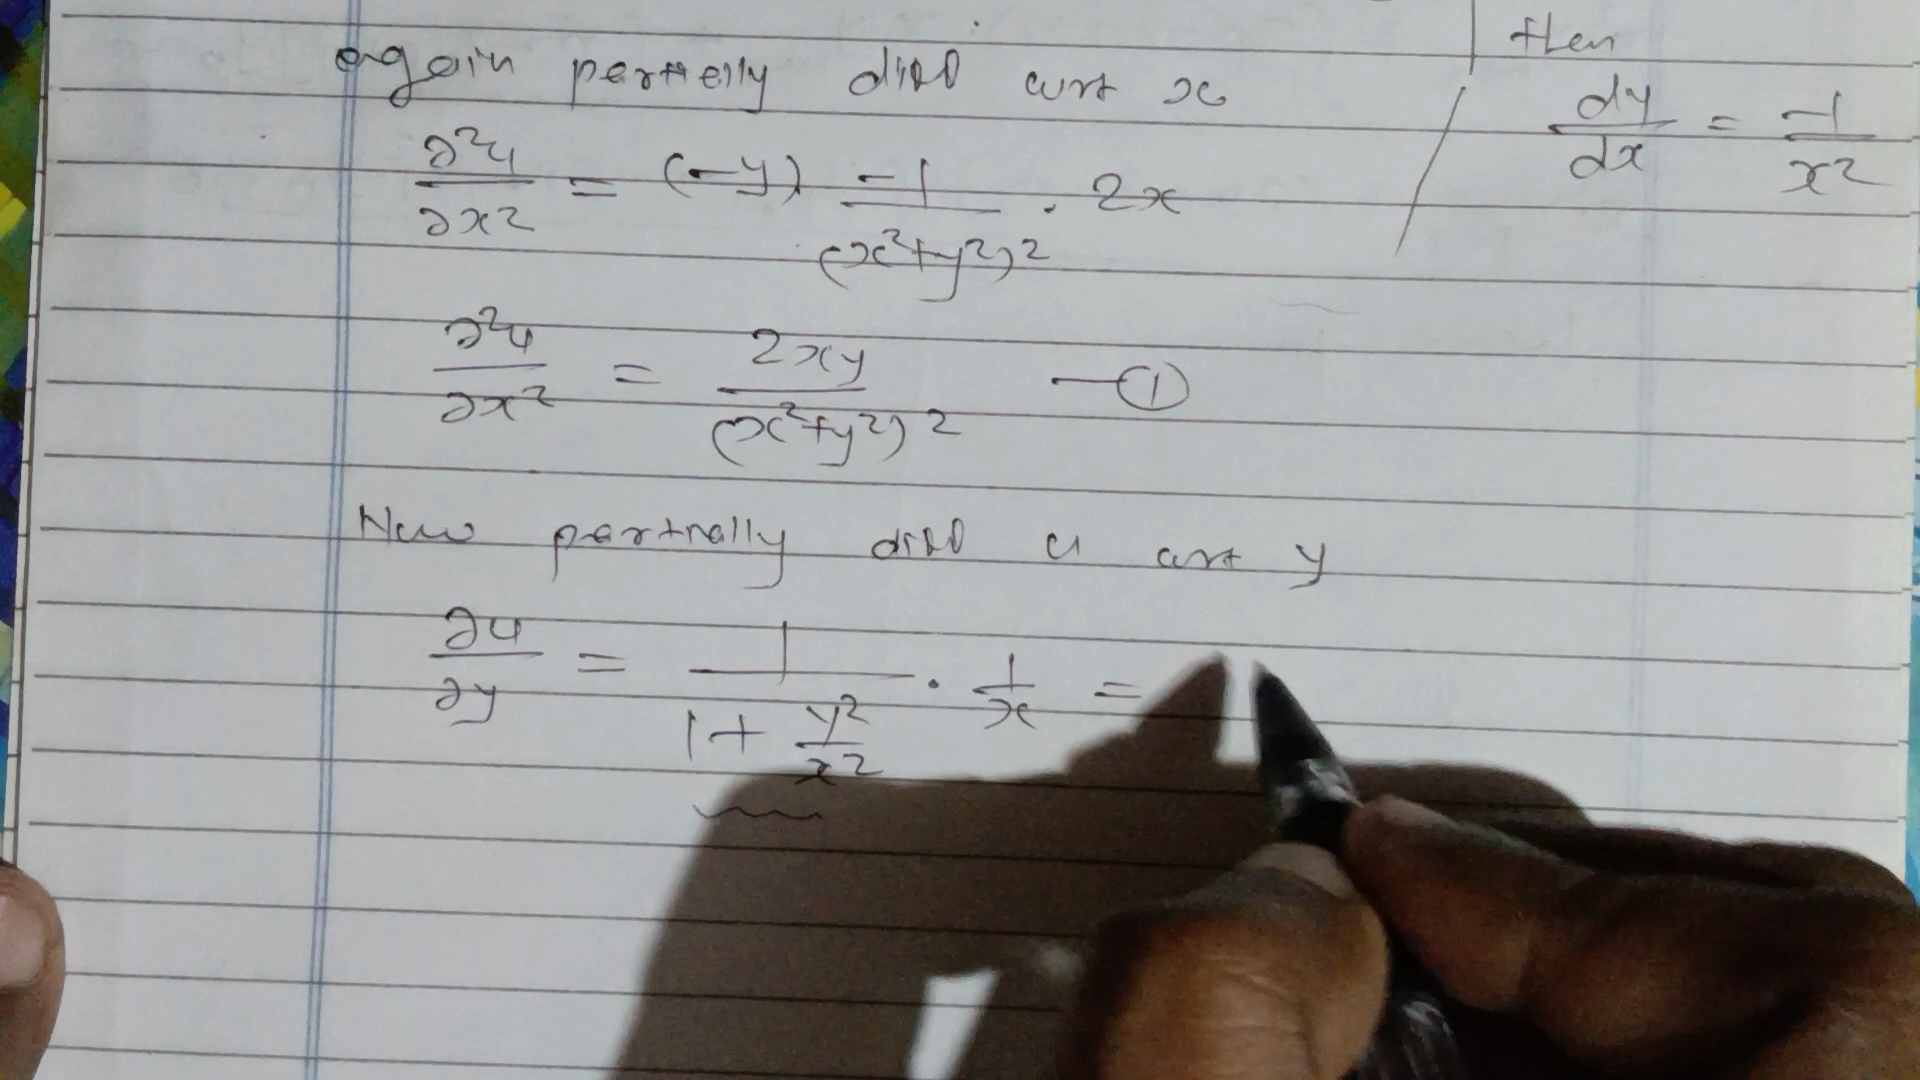 again partially diff wrt x
∂²u/∂x² = (-y) -1/(x²+y²)² · 2x
∂²u/∂x² = 2xy/(x²+y²)² —①
Now partially diff u wrt y
∂u/∂y = 1/(1 + y²/x²) · 1/x =
then
dy/dx = -1/x²